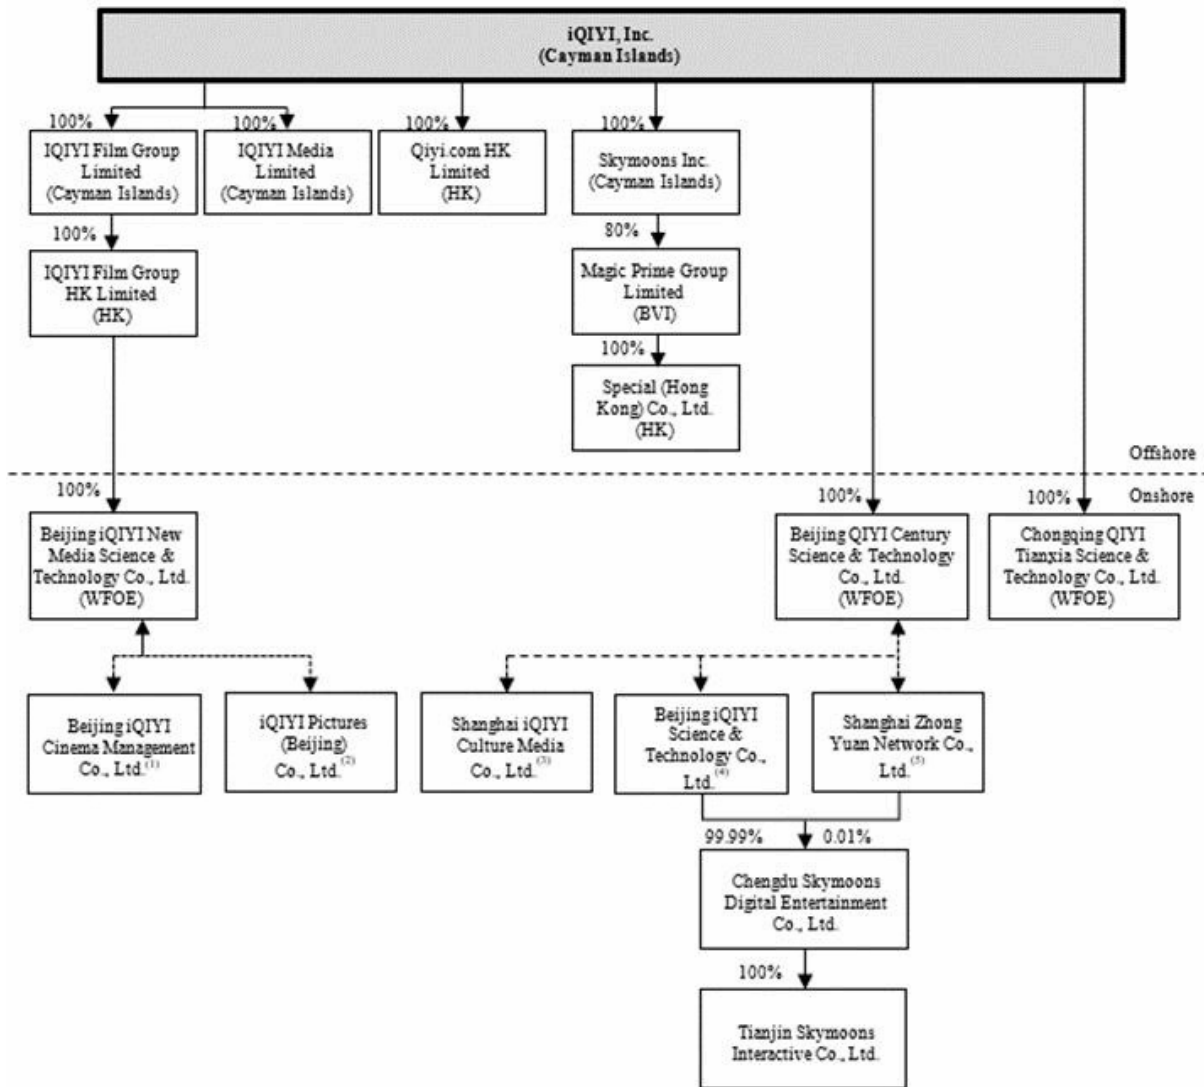 iQIYI, Inc.
(Cayman Islands)
100%
100%
100%
100%
IQIYI Film Group
Limited
(Cayman Islands)
IQIYI Media
Limited
(Cayman Islands)
Qiyi.com HK
Limited
(HK)
Skymoons Inc.
(Cayman Islands)
100%
80%
IQIYI Film Group
HK Limited
(HK)
Magic Prime Group
Limited
(BVI)
100%
Special (Hong
Kong) Co., Ltd.
(HK)
Offshore
Onshore
100%
100%
100%
Beijing iQIYI New
Media Science &
Technology Co., Ltd.
(WFOE)
Beijing QIYI Century
Science & Technology
Co., Ltd.
(WFOE)
Chongqing QIYI
Tianxia Science &
Technology Co., Ltd.
(WFOE)
Beijing iQIYI
Cinema Management
Co., Ltd.(1)
iQIYI Pictures
(Beijing)
Co., Ltd.(2)
Shanghai iQIYI
Culture Media
Co., Ltd.(3)
Beijing iQIYI
Science &
Technology Co.,
Ltd.(4)
Shanghai Zhong
Yuan Network Co.,
Ltd.(5)
99.99%
0.01%
Chengdu Skymoons
Digital Entertainment
Co., Ltd.
100%
Tianjin Skymoons
Interactive Co., Ltd.